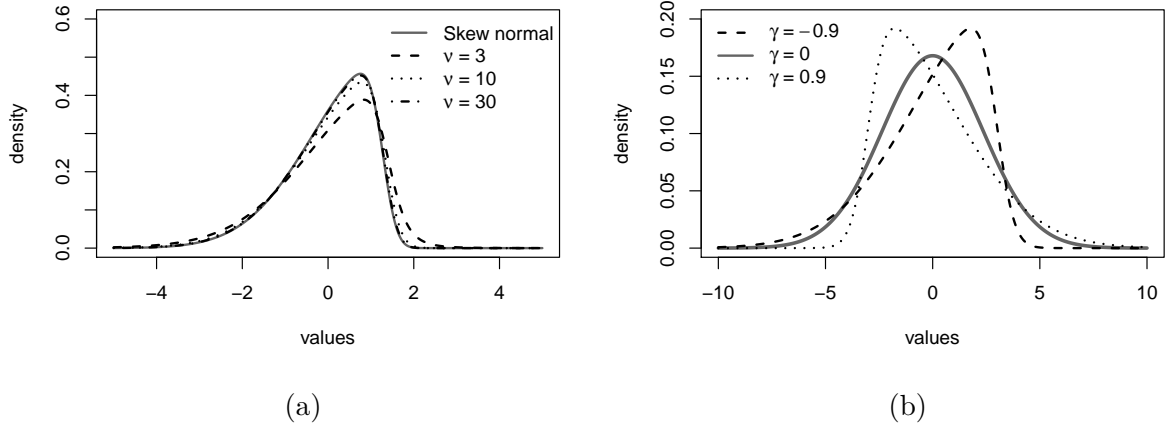 0.0 0.2 0.4 0.6
density
Skew normal
ν = 3
ν = 10
ν = 30
−4 −2 0 2 4
values
(a)
0.00 0.05 0.10 0.15 0.20
density
γ = −0.9
γ = 0
γ = 0.9
−10 −5 0 5 10
values
(b)